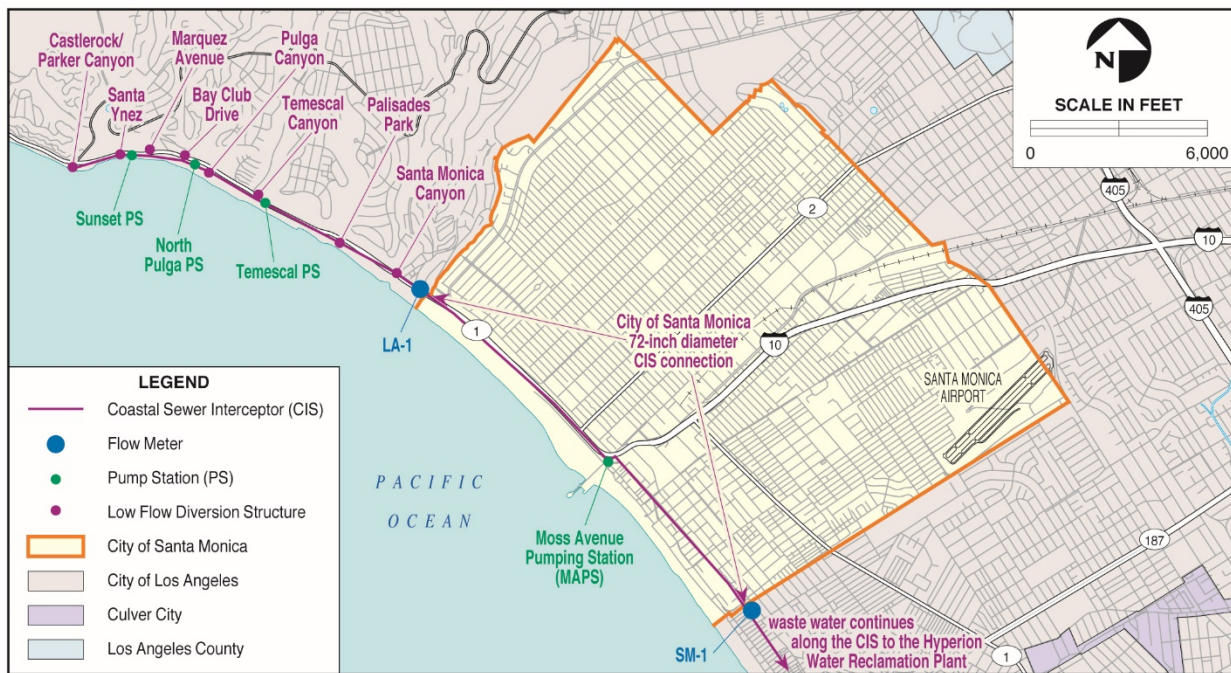 Castlerock/
Parker Canyon
Santa
Ynez
Marquez
Avenue
Bay Club
Drive
Pulga
Canyon
Temescal
Canyon
Palisades
Park
Santa Monica
Canyon
Sunset PS
North
Pulga PS
Temescal PS
LA-1
1
2
City of Santa Monica
72-inch diameter
CIS connection
10
10
405
405
N
SCALE IN FEET
0 6,000
SANTA MONICA
AIRPORT
PACIFIC
OCEAN
Moss Avenue
Pumping Station
(MAPS)
187
1
SM-1
waste water continues
along the CIS to the Hyperion
Water Reclamation Plant
LEGEND
Coastal Sewer Interceptor (CIS)
Flow Meter
Pump Station (PS)
Low Flow Diversion Structure
City of Santa Monica
City of Los Angeles
Culver City
Los Angeles County